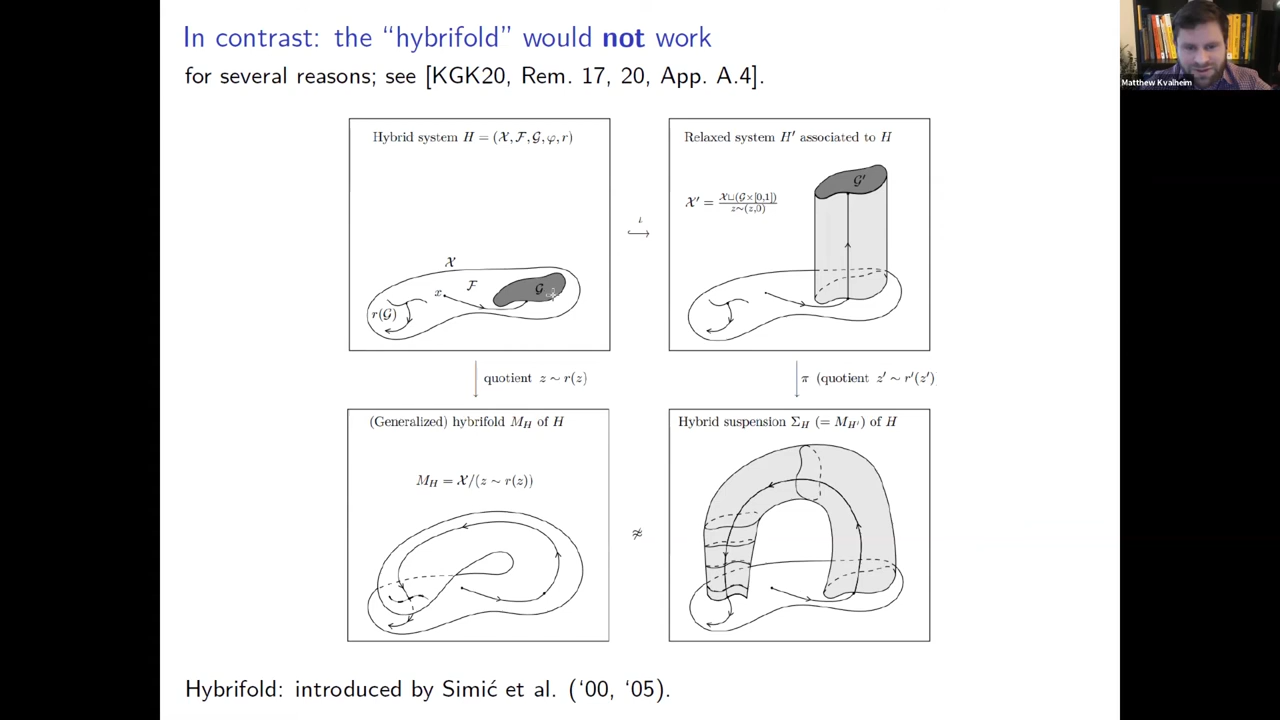 In contrast: the “hybrifold” would not work
for several reasons; see [KGK20, Rem. 17, 20, App. A.4].
Matthew Kvalheim
Hybrid system H = (𝒳, ℱ, 𝒢, φ, r)
𝒳
ℱ
x
𝒢
r(𝒢)
ι
↪
Relaxed system H′ associated to H
𝒳′ = 𝒳⊔(𝒢×[0,1]) / z∼(z,0)
𝒢′
quotient z ∼ r(z)
π (quotient z′ ∼ r′(z′)
(Generalized) hybrifold M_H of H
M_H = 𝒳/(z ∼ r(z))
≉
Hybrid suspension Σ_H (= M_H′) of H
Hybrifold: introduced by Simić et al. (‘00, ‘05).